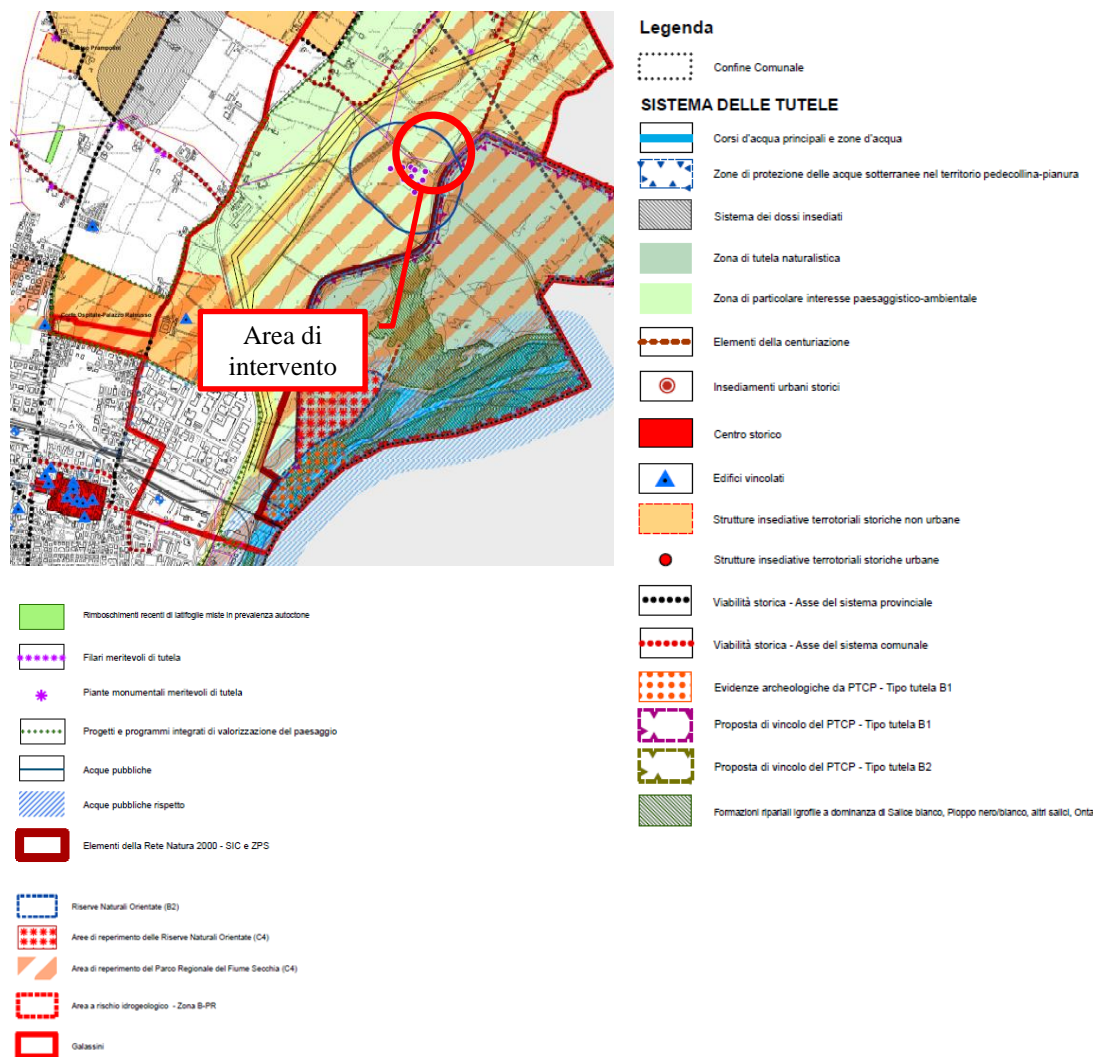 Corte Ospitale-Palazzo Rainusso
Area di
intervento
Legenda
Confine Comunale
SISTEMA DELLE TUTELE
Corsi d'acqua principali e zone d'acqua
Zone di protezione delle acque sotterranee nel territorio pedecollina-pianura
Sistema dei dossi insediati
Zona di tutela naturalistica
Zona di particolare interesse paesaggistico-ambientale
Elementi della centuriazione
Insediamenti urbani storici
Centro storico
Edifici vincolati
Strutture insediative terrotoriali storiche non urbane
Strutture insediative terrotoriali storiche urbane
Viabilità storica - Asse del sistema provinciale
Viabilità storica - Asse del sistema comunale
Evidenze archeologiche da PTCP - Tipo tutela B1
Proposta di vincolo del PTCP - Tipo tutela B1
Proposta di vincolo del PTCP - Tipo tutela B2
Formazioni ripariali igrofile a dominanza di Salice bianco, Pioppo nero/bianco, altri salici, Onta
Rimboschimenti recenti di latifoglie miste in prevalenza autoctone
Filari meritevoli di tutela
Piante monumentali meritevoli di tutela
Progetti e programmi integrati di valorizzazione del paesaggio
Acque pubbliche
Acque pubbliche rispetto
Elementi della Rete Natura 2000 - SIC e ZPS
Riserve Naturali Orientate (B2)
Aree di reperimento delle Riserve Naturali Orientate (C4)
Area di reperimento del Parco Regionale del Fiume Secchia (C4)
Area a rischio idrogeologico - Zona B-PR
Galassini